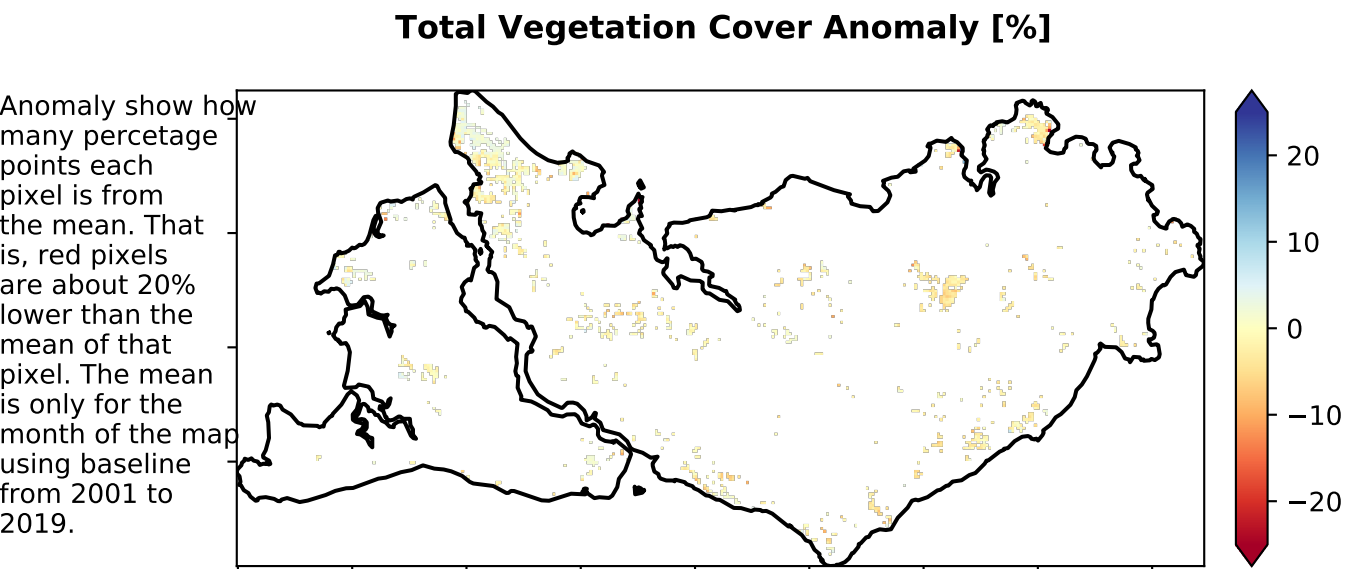 Total Vegetation Cover Anomaly [%]
Anomaly show how
many percetage
points each
pixel is from
the mean. That
is, red pixels
are about 20%
lower than the
mean of that
pixel. The mean
is only for the
month of the map
using baseline
from 2001 to
2019.
20
10
0
−10
−20